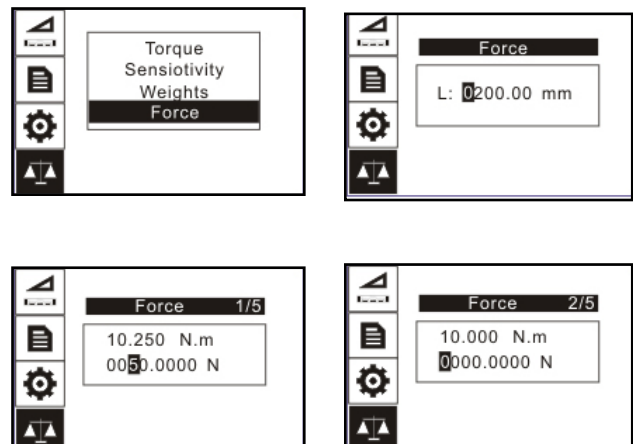 Torque
Sensiotivity
Weights
Force
Force
L: 0200.00 mm
Force 1/5
10.250 N.m
0050.0000 N
Force 2/5
10.000 N.m
0000.0000 N